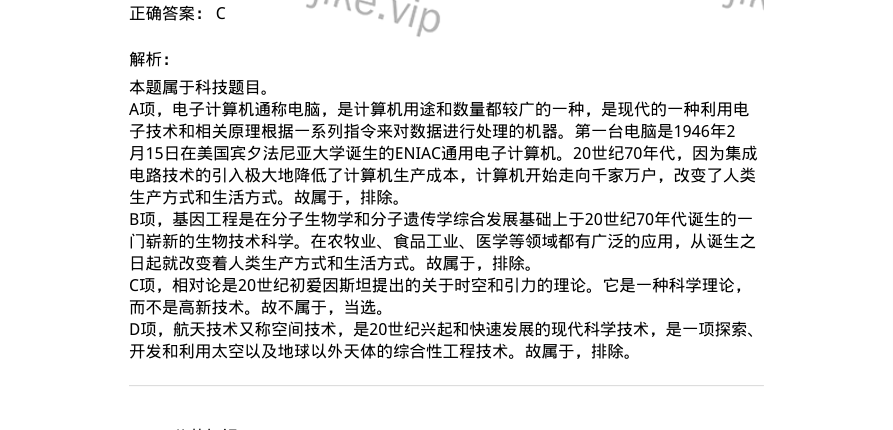 正确答案： C
解析：
本题属于科技题目。
A项，电子计算机通称电脑，是计算机用途和数量都较广的一种，是现代的一种利用电
子技术和相关原理根据一系列指令来对数据进行处理的机器。第一台电脑是1946年2
月15日在美国宾夕法尼亚大学诞生的ENIAC通用电子计算机。20世纪70年代，因为集成
电路技术的引入极大地降低了计算机生产成本，计算机开始走向千家万户，改变了人类
生产方式和生活方式。故属于，排除。
B项，基因工程是在分子生物学和分子遗传学综合发展基础上于20世纪70年代诞生的一
门崭新的生物技术科学。在农牧业、食品工业、医学等领域都有广泛的应用，从诞生之
日起就改变着人类生产方式和生活方式。故属于，排除。
C项，相对论是20世纪初爱因斯坦提出的关于时空和引力的理论。它是一种科学理论，
而不是高新技术。故不属于，当选。
D项，航天技术又称空间技术，是20世纪兴起和快速发展的现代科学技术，是一项探索、
开发和利用太空以及地球以外天体的综合性工程技术。故属于，排除。